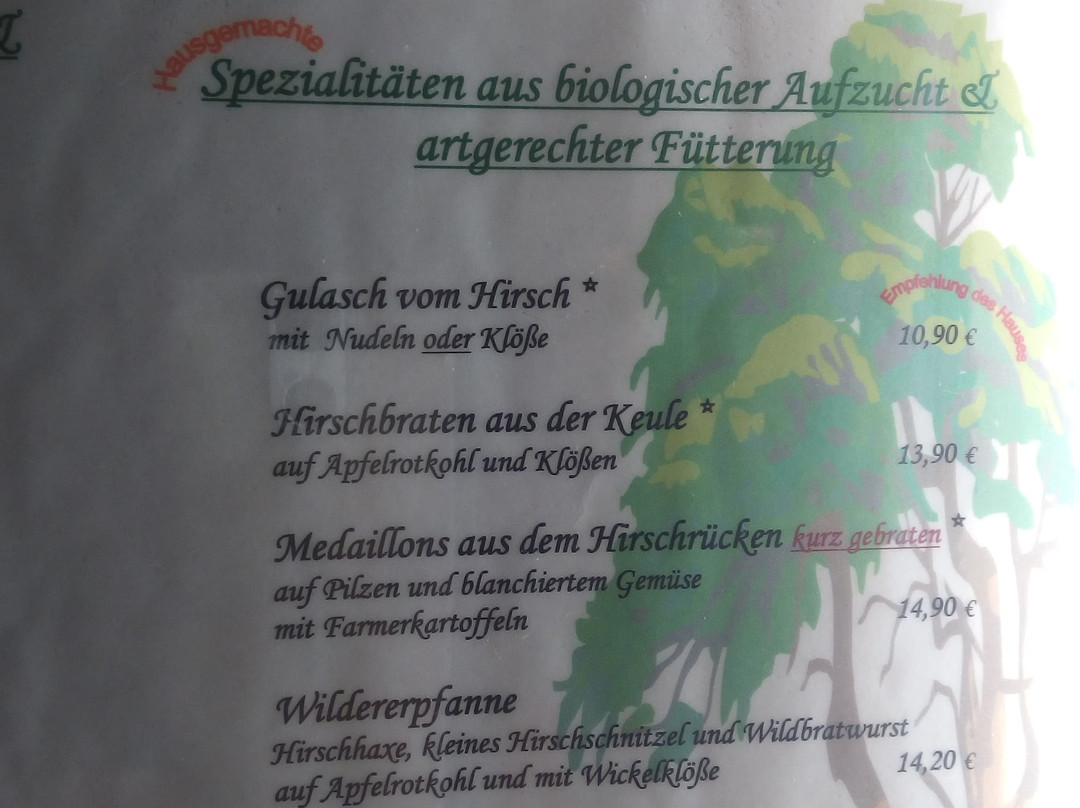 &
Hausgemachte
Spezialitäten aus biologischer Aufzucht &
artgerechter Fütterung
Gulasch vom Hirsch *
Empfehlung des Hauses
mit Nudeln oder Klöße 10,90 €
Hirschbraten aus der Keule *
auf Apfelrotkohl und Klößen 13,90 €
Medaillons aus dem Hirschrücken kurz gebraten *
auf Pilzen und blanchiertem Gemüse
mit Farmerkartoffeln 14,90 €
Wildererpfanne
Hirschhaxe, kleines Hirschschnitzel und Wildbratwurst
auf Apfelrotkohl und mit Wickelklöße 14,20 €